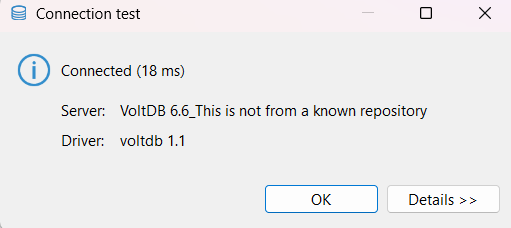 Connection test
Connected (18 ms)
Server: VoltDB 6.6_This is not from a known repository
Driver: voltdb 1.1
OK Details >>